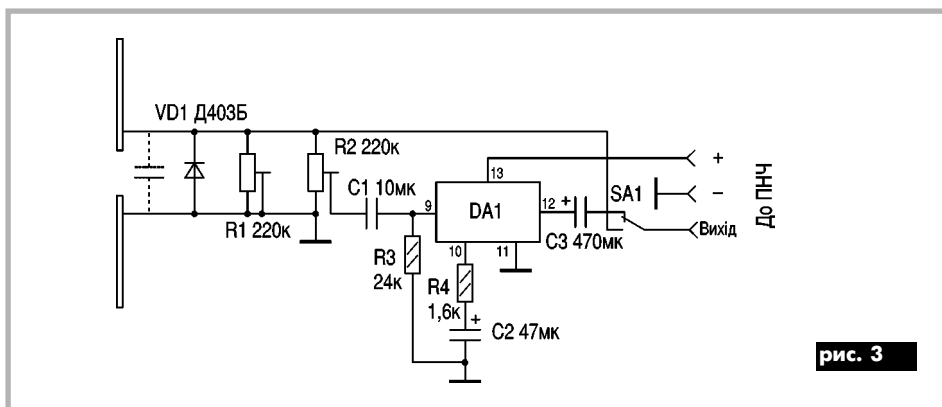 VD1 Д403Б
R2 220к
C1 10мк
R1 220к
R3
24к
9
DA1
13
12
+
10
11
R4
1,6к
+
C2 47мк
C3 470мк
SA1
+
−
Вихід
До ПНЧ
рис. 3